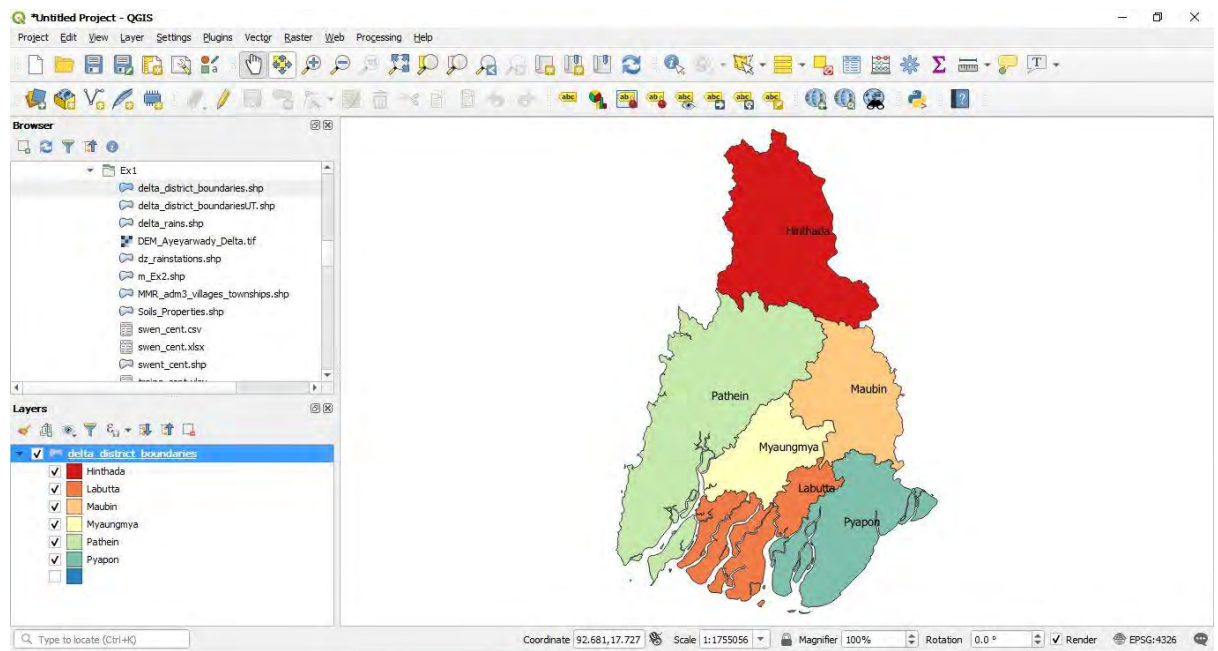 *Untitled Project - QGIS
Project Edit View Layer Settings Plugins Vector Raster Web Processing Help
Browser
Ex1
delta_district_boundaries.shp
delta_district_boundariesUT.shp
delta_rains.shp
DEM_Ayeyarwady_Delta.tif
dz_rainstations.shp
m_Ex2.shp
MMR_adm3_villages_townships.shp
Soils_Properties.shp
swen_cent.csv
swen_cent.xlsx
swent_cent.shp
Layers
delta_district_boundaries
Hinthada
Labutta
Maubin
Myaungmya
Pathein
Pyapon
Hinthada
Pathein
Maubin
Myaungmya
Labutta
Pyapon
Type to locate (Ctrl+K) Coordinate 92.681,17.727 Scale 1:1755056 Magnifier 100% Rotation 0.0 ° Render EPSG:4326